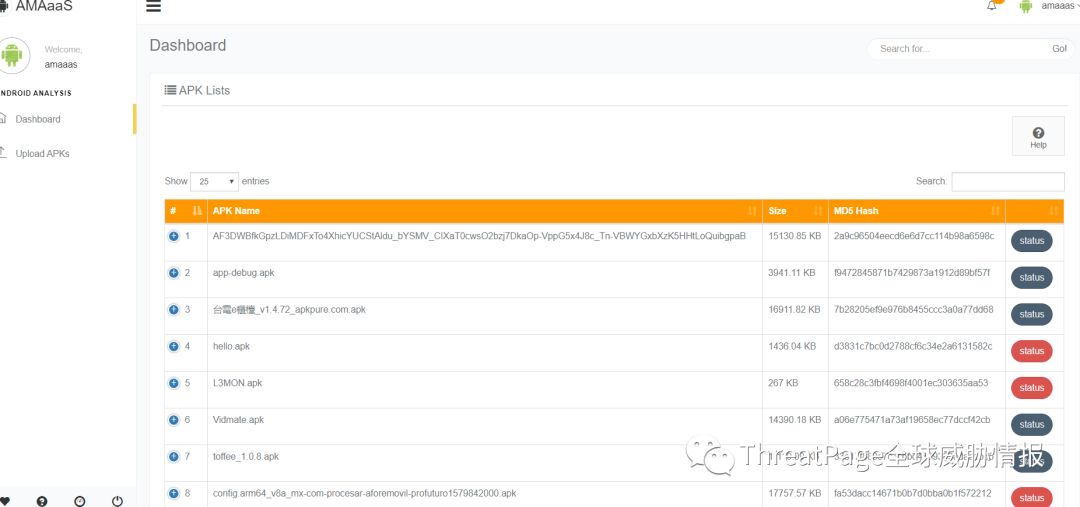 AMAaaS
amaaas
Welcome,
amaaas
NDROID ANALYSIS
Dashboard
Upload APKs
Dashboard
Search for... Go!
APK Lists
Help
Show 25 entries
Search:
# APK Name Size MD5 Hash
1 AF3DWBfkGpzLDiMDFxTo4XhicYUCStAldu_bYSMV_ClXaT0cwsO2bzj7DkaOp-VppG5x4J8c_Tn-VBWYGxbXzK5HHtLoQuibgpaB 15130.85 KB 2a9c96504eecd6e6d7cc114b98a6598c status
2 app-debug.apk 3941.11 KB f9472845871b7429873a1912d89bf57f status
3 台電e櫃檯_v1.4.72_apkpure.com.apk 16911.82 KB 7b28205ef9e976b8455ccc3a0a77dd68 status
4 hello.apk 1436.04 KB d3831c7bc0d2788cf6c34e2a6131582c status
5 L3MON.apk 267 KB 658c28c3fbf4698f4001ec303635aa53 status
6 Vidmate.apk 14390.18 KB a06e775471a73af19658ec77dccf42cb status
7 toffee_1.0.8.apk
ThreatPage全球威胁情报
8 config.arm64_v8a_mx-com-procesar-aforemovil-profuturo1579842000.apk 17757.57 KB fa53dacc14671b0b7d0bba0b1f572212 status